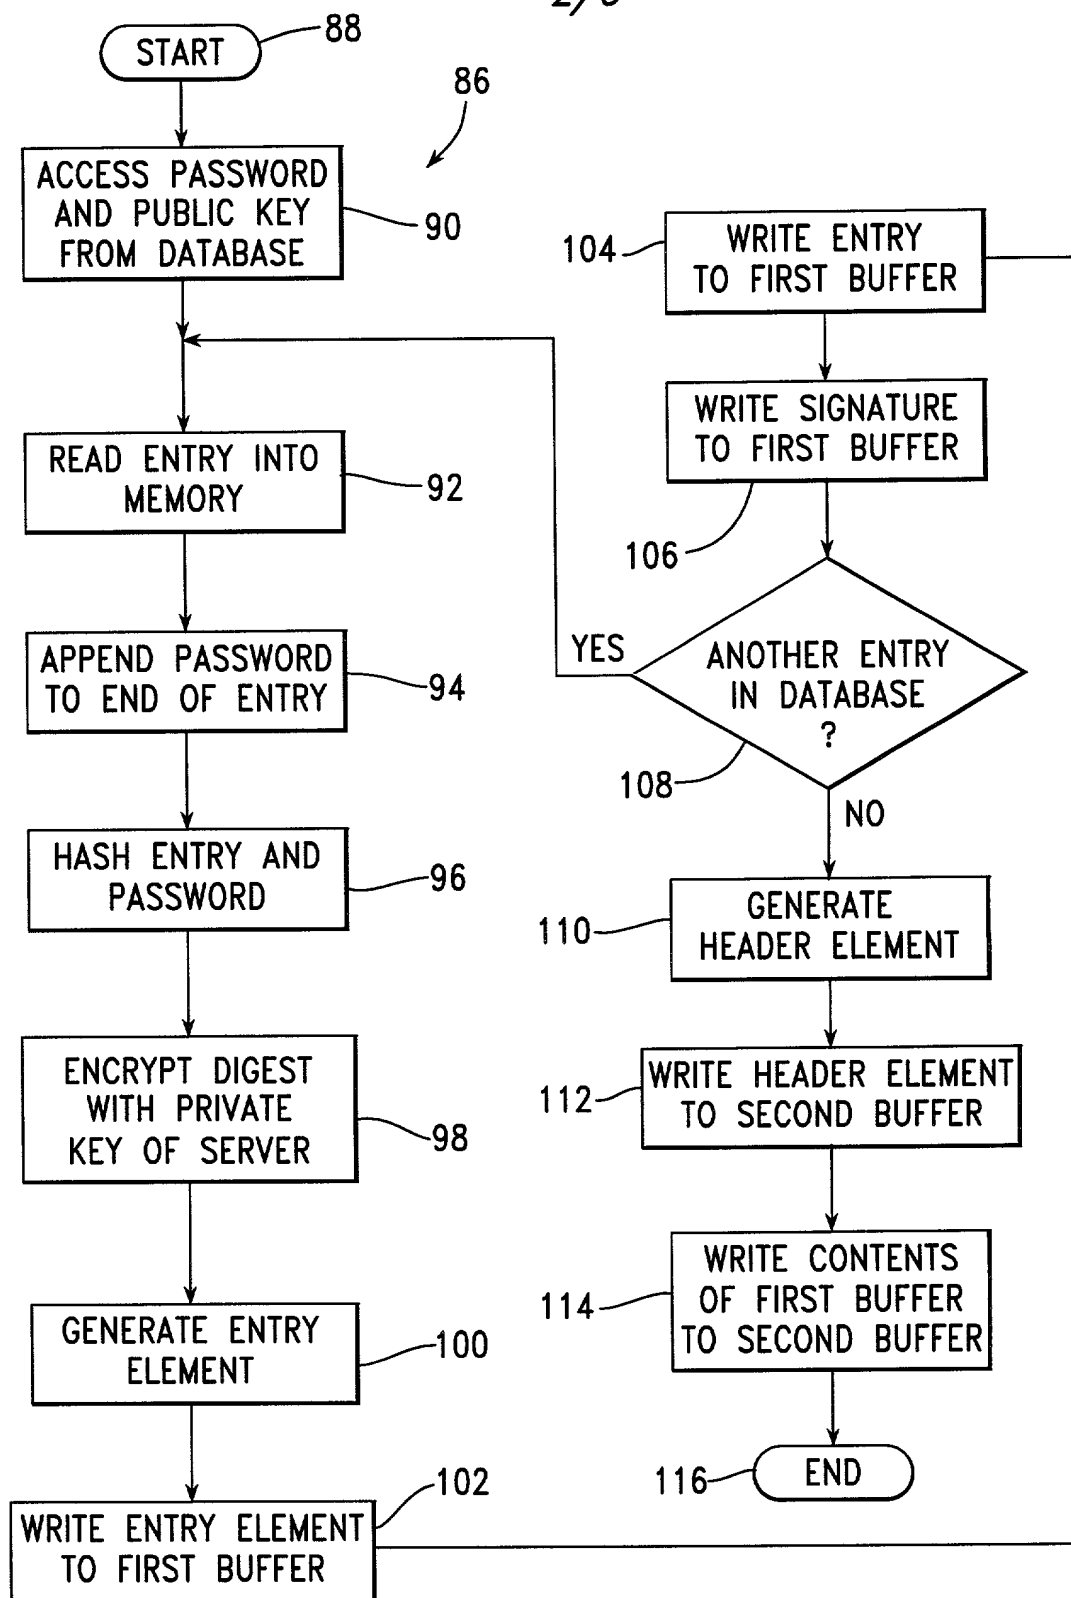 START
88
86
ACCESS PASSWORD
AND PUBLIC KEY
FROM DATABASE
90
READ ENTRY INTO
MEMORY
92
APPEND PASSWORD
TO END OF ENTRY
94
HASH ENTRY AND
PASSWORD
96
ENCRYPT DIGEST
WITH PRIVATE
KEY OF SERVER
98
GENERATE ENTRY
ELEMENT
100
WRITE ENTRY ELEMENT
TO FIRST BUFFER
102
104
WRITE ENTRY
TO FIRST BUFFER
WRITE SIGNATURE
TO FIRST BUFFER
106
YES
ANOTHER ENTRY
IN DATABASE
?
108
NO
110
GENERATE
HEADER ELEMENT
112
WRITE HEADER ELEMENT
TO SECOND BUFFER
114
WRITE CONTENTS
OF FIRST BUFFER
TO SECOND BUFFER
116
END